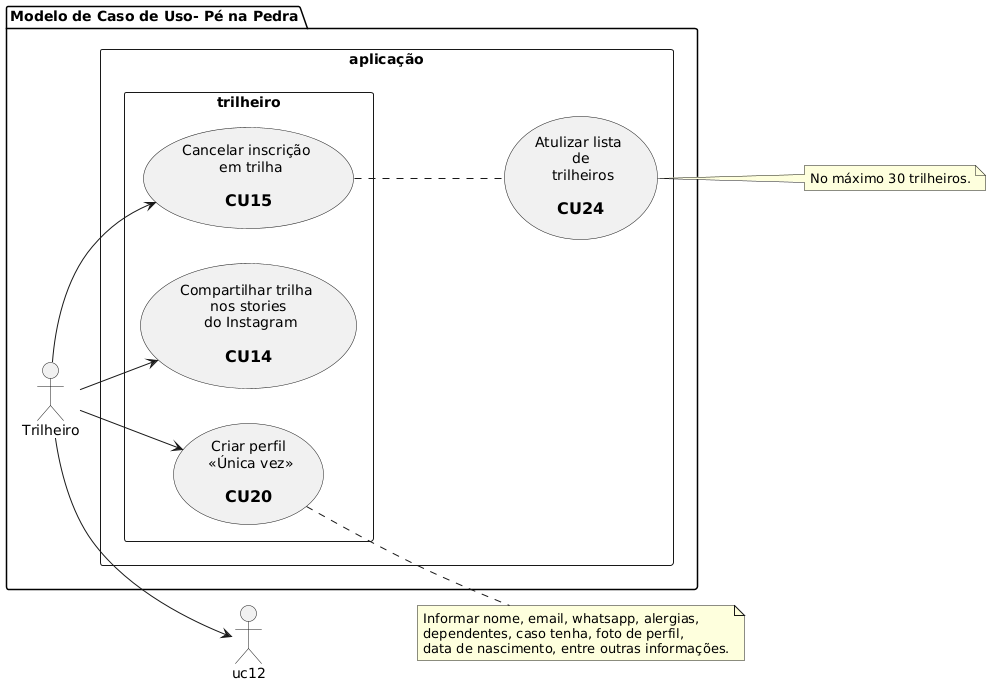 Modelo de Caso de Uso- Pé na Pedra
aplicação
trilheiro
Cancelar inscrição
em trilha
CU15
Atulizar lista
de
trilheiros
CU24
No máximo 30 trilheiros.
Compartilhar trilha
nos stories
do Instagram
CU14
Trilheiro
Criar perfil
«Única vez»
CU20
Informar nome, email, whatsapp, alergias,
dependentes, caso tenha, foto de perfil,
data de nascimento, entre outras informações.
uc12